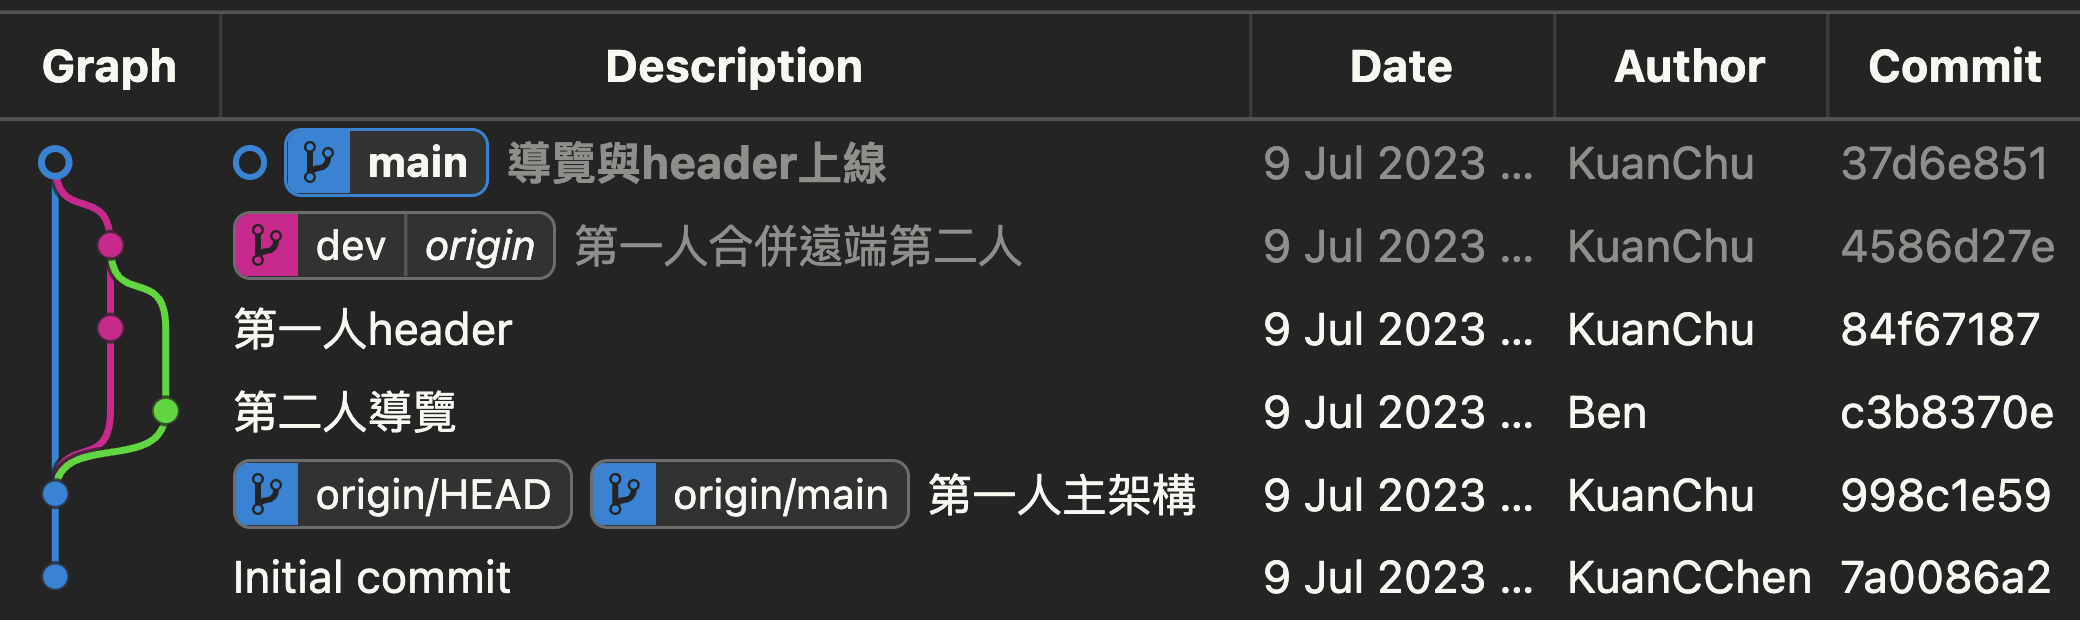 Graph Description Date Author Commit
main 導覽與header上線 9 Jul 2023 ... KuanChu 37d6e851
dev origin 第一人合併遠端第二人 9 Jul 2023 ... KuanChu 4586d27e
第一人header 9 Jul 2023 ... KuanChu 84f67187
第二人導覽 9 Jul 2023 ... Ben c3b8370e
origin/HEAD origin/main 第一人主架構 9 Jul 2023 ... KuanChu 998c1e59
Initial commit 9 Jul 2023 ... KuanCChen 7a0086a2